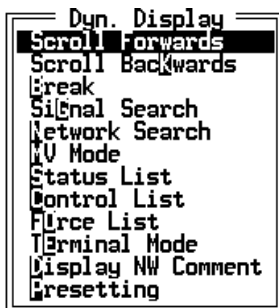 Dyn. Display
Scroll Forwards
Scroll Backwards
Break
Signal Search
Network Search
MV Mode
Status List
Control List
FOrce List
TErminal Mode
Display NW Comment
Presetting